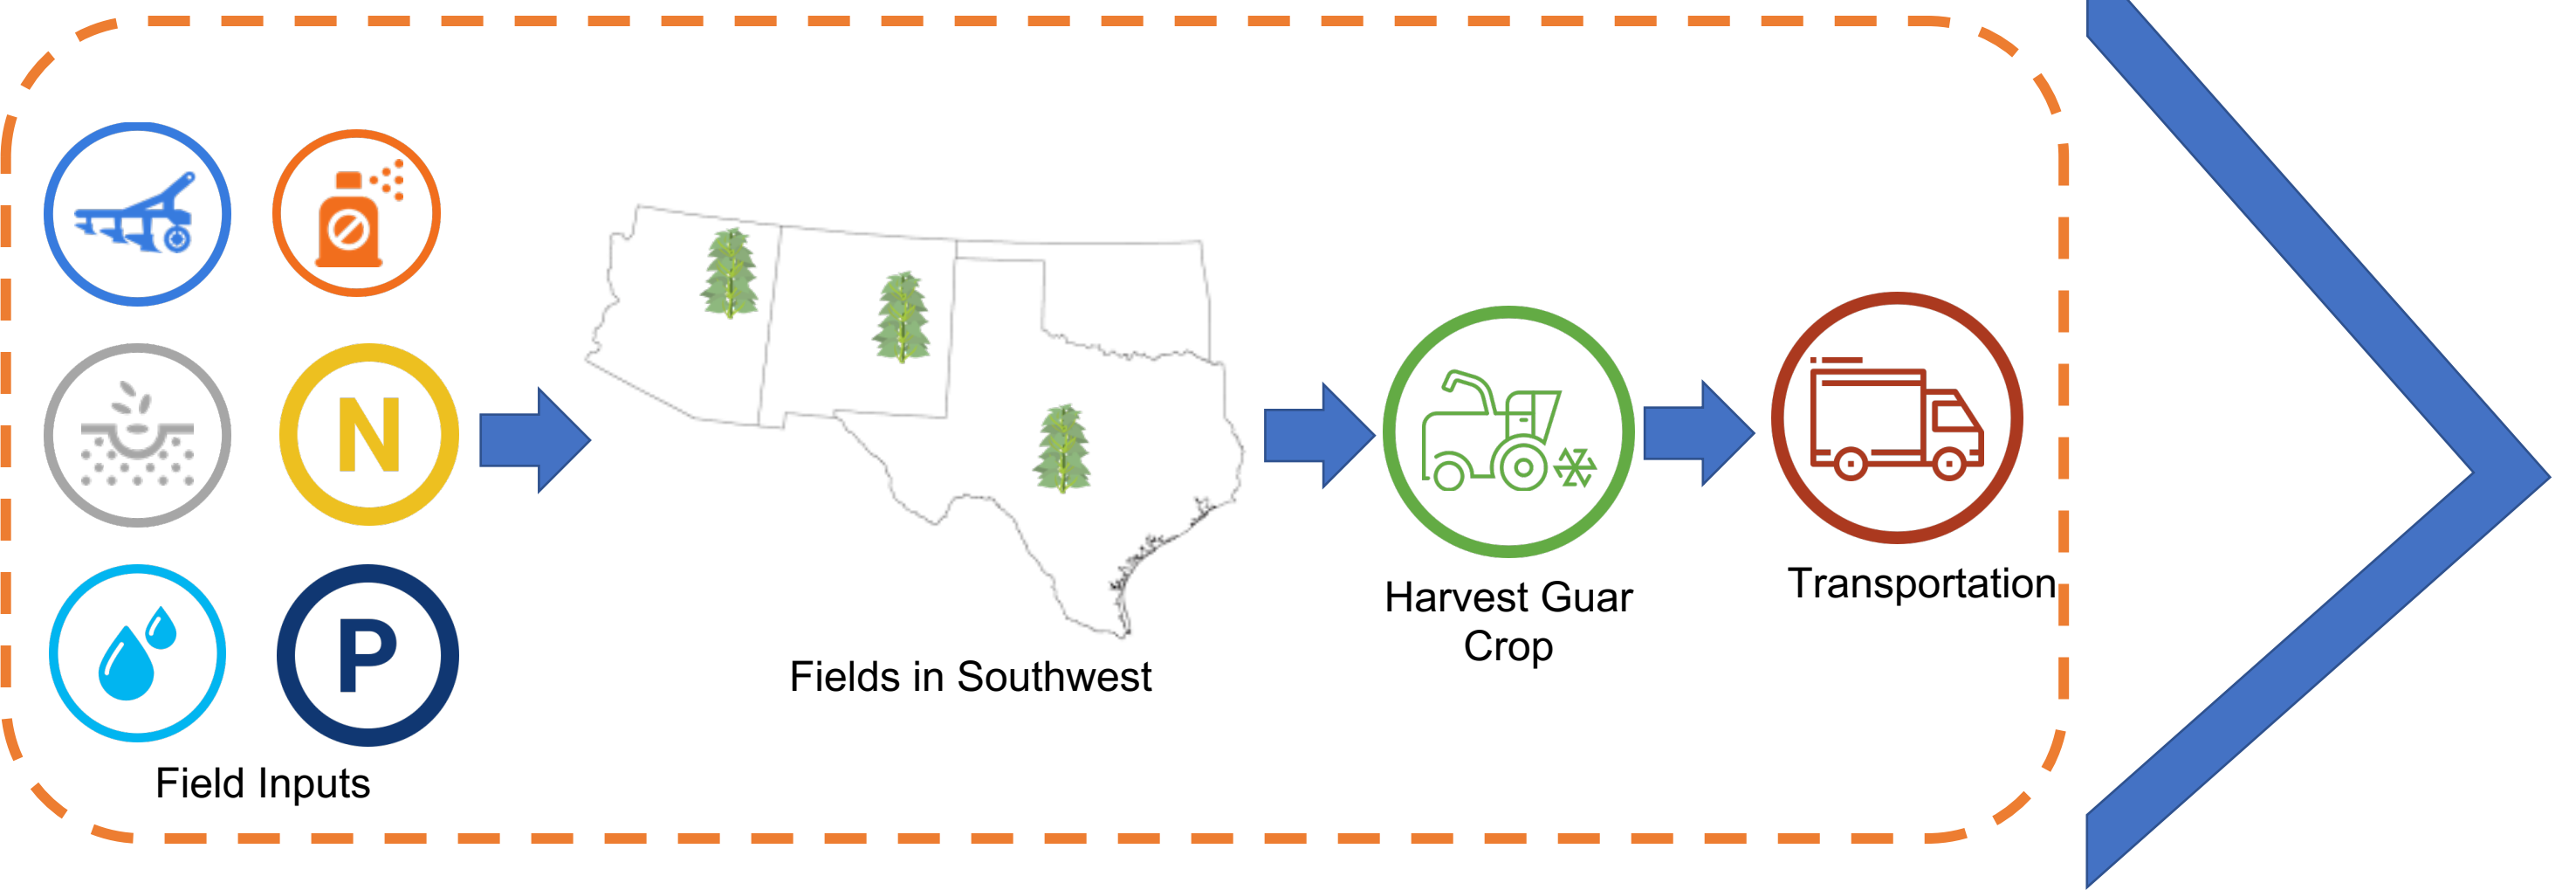 N
P
Field Inputs
Fields in Southwest
Harvest Guar
Crop
Transportation